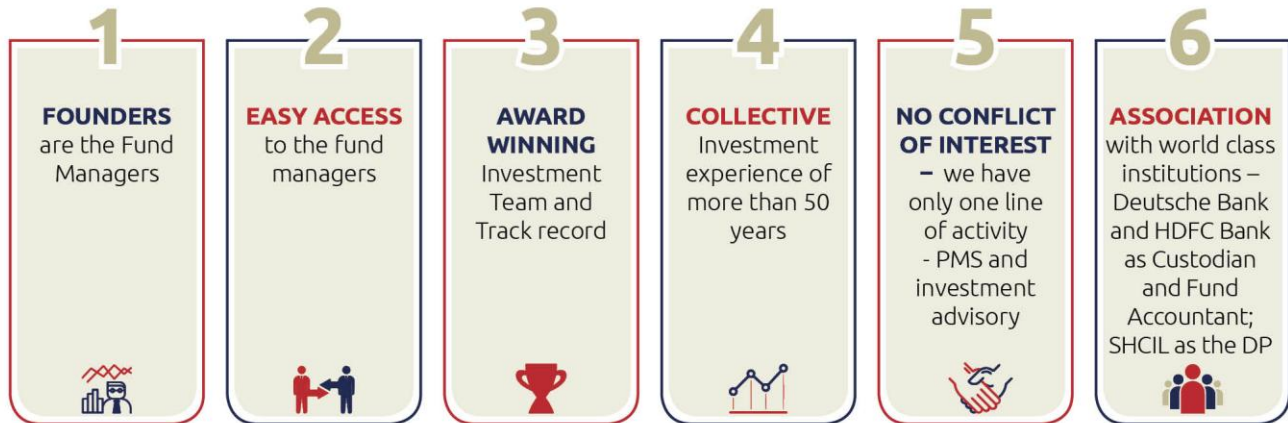 1
FOUNDERS
are the Fund
Managers
2
EASY ACCESS
to the fund
managers
3
AWARD
WINNING
Investment
Team and
Track record
4
COLLECTIVE
Investment
experience of
more than 50
years
5
NO CONFLICT
OF INTEREST
– we have
only one line
of activity
- PMS and
investment
advisory
6
ASSOCIATION
with world class
institutions –
Deutsche Bank
and HDFC Bank
as Custodian
and Fund
Accountant;
SHCIL as the DP